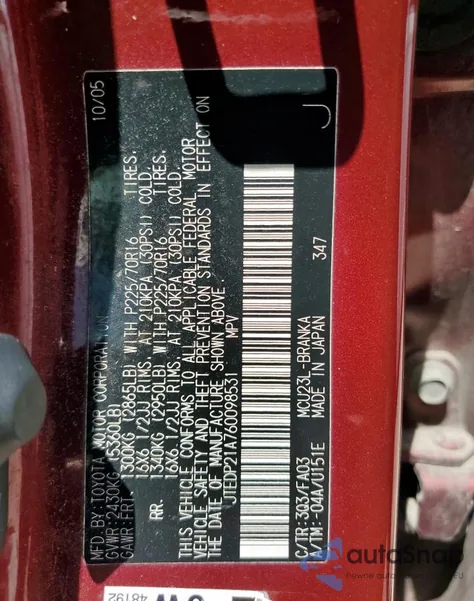 MFD. BY: TOYOTA MOTOR CORPORATION 10/05
GVWR: 2430KG (5360LB)
GAWR: FRT. 1300KG (2865LB) WITH P225/70R16 TIRES,
16X6 1/2JJ RIMS AT 210KPA (30PSI) COLD.
RR. 1340KG (2950LB) WITH P225/70R16 TIRES,
16X6 1/2JJ RIMS AT 210KPA (30PSI) COLD.
THIS VEHICLE CONFORMS TO ALL APPLICABLE FEDERAL MOTOR
VEHICLE SAFETY AND THEFT PREVENTION STANDARDS IN EFFECT ON
THE DATE OF MANUFACTURE SHOWN ABOVE.
JTEDP21A760098531 MPV
C/TR:3Q3/FA03 MCU23L-BRANKA J
A/TM:-04A/U151E MADE IN JAPAN 347
48192
autoSnap